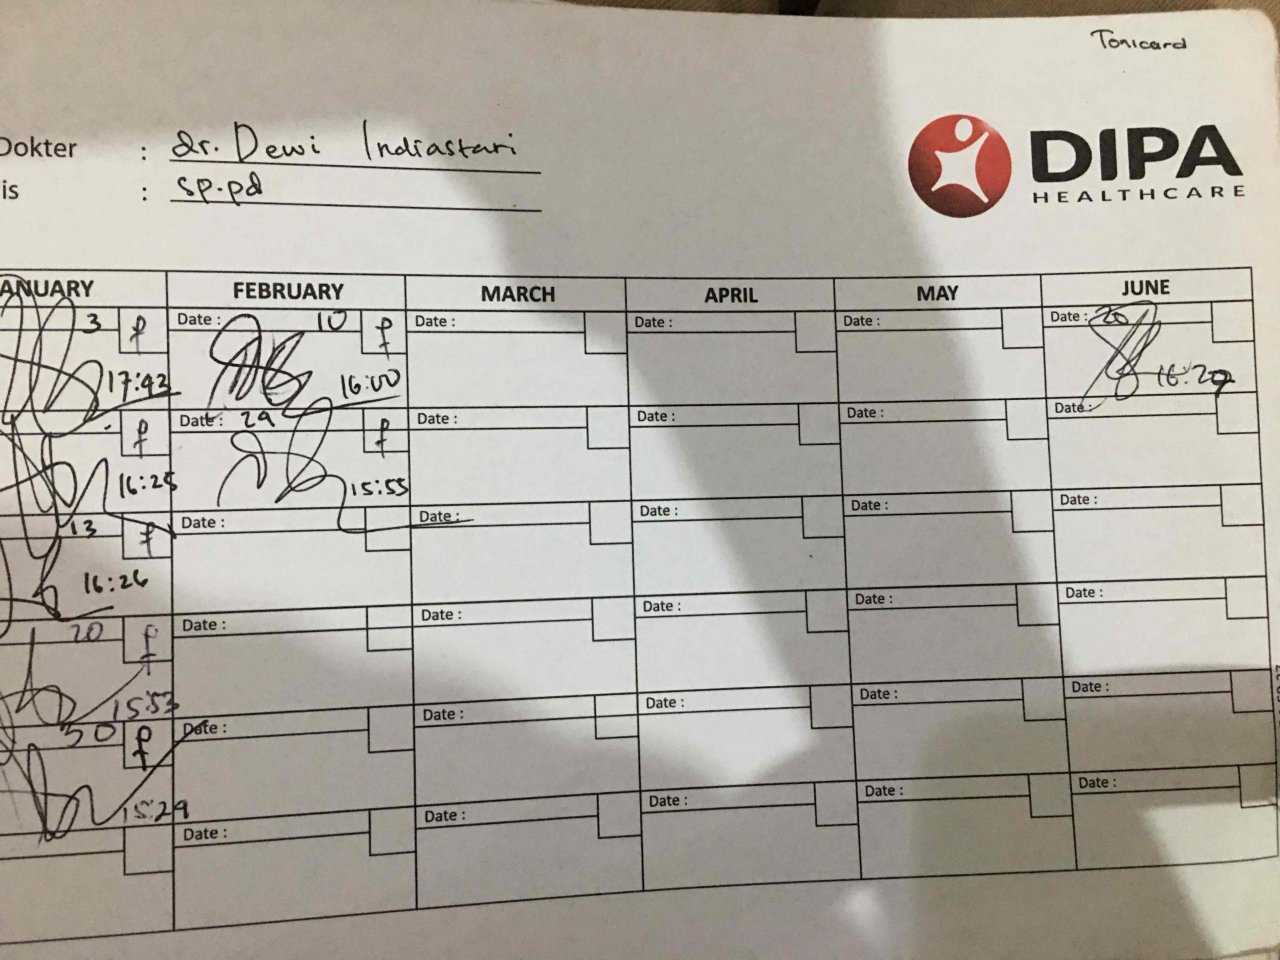 Tonicard
DIPA
HEALTHCARE
Dokter : dr. Dewi Indiastari
is : sp.pd
ANUARY FEBRUARY MARCH APRIL MAY JUNE
3 f Date : 10 f Date : Date : Date : Date : 20
17:42 16:00 16:27
f Date : 29 f Date : Date : Date : Date :
16:25 15:55
13 f Date : Date : Date : Date : Date :
16:26
20 f Date : Date : Date : Date : Date :
15:53
30 f Date : Date : Date : Date : Date :
15:29
Date : Date : Date : Date : Date :